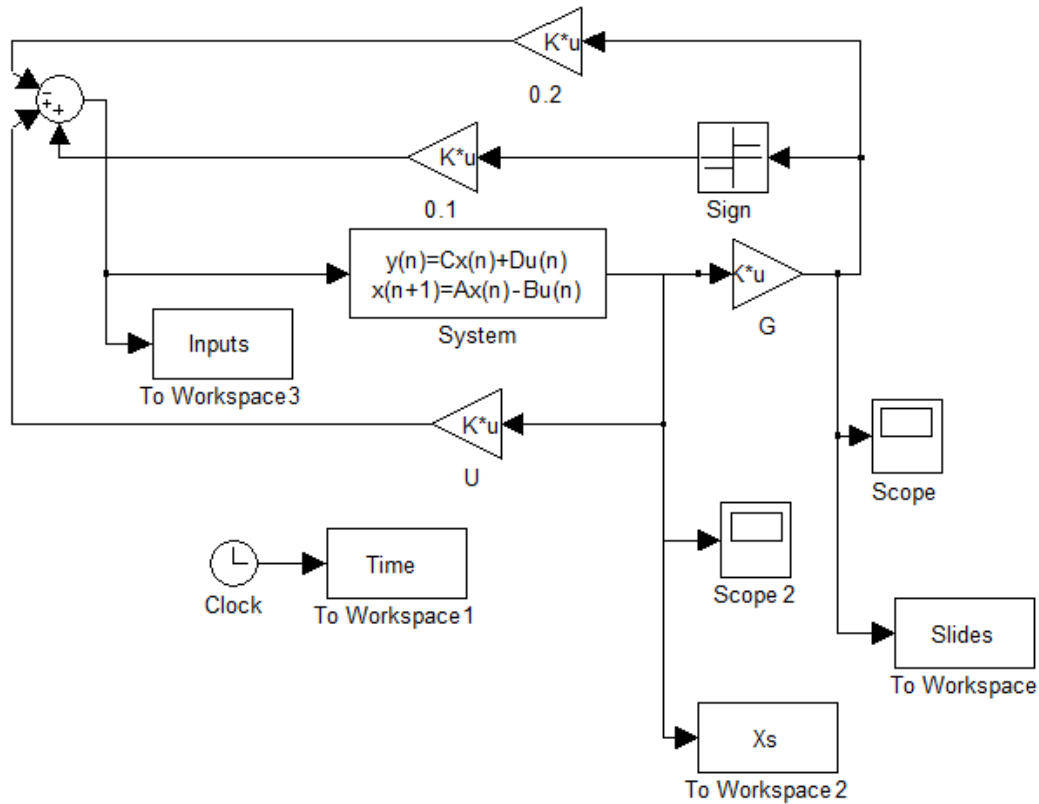 K*u
0.2
−
+
+
K*u
0.1
Sign
y(n)=Cx(n)+Du(n)
x(n+1)=Ax(n)-Bu(n)
System
K*u
G
Inputs
To Workspace3
K*u
U
Scope
Time
Clock
To Workspace1
Scope 2
Slides
To Workspace
Xs
To Workspace2